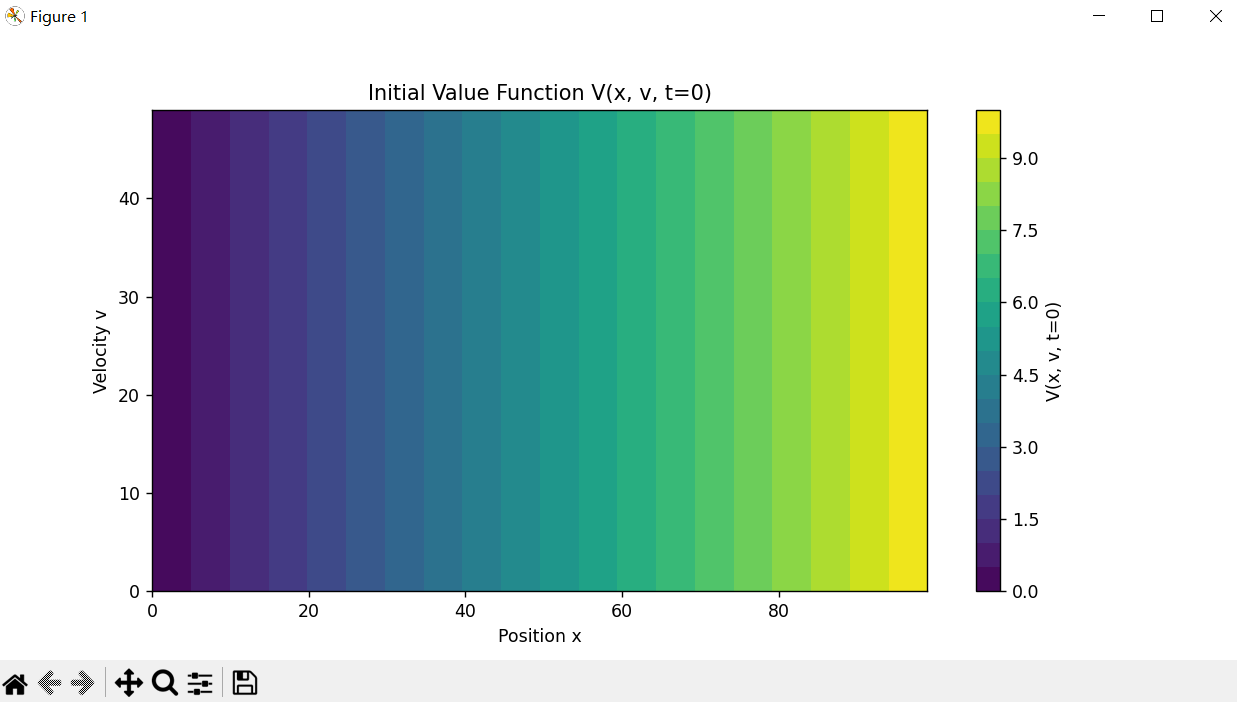 Figure 1
Initial Value Function V(x, v, t=0)
40
30
20
10
0
Velocity v
0 20 40 60 80
Position x
9.0
7.5
6.0
4.5
3.0
1.5
0.0
V(x, v, t=0)